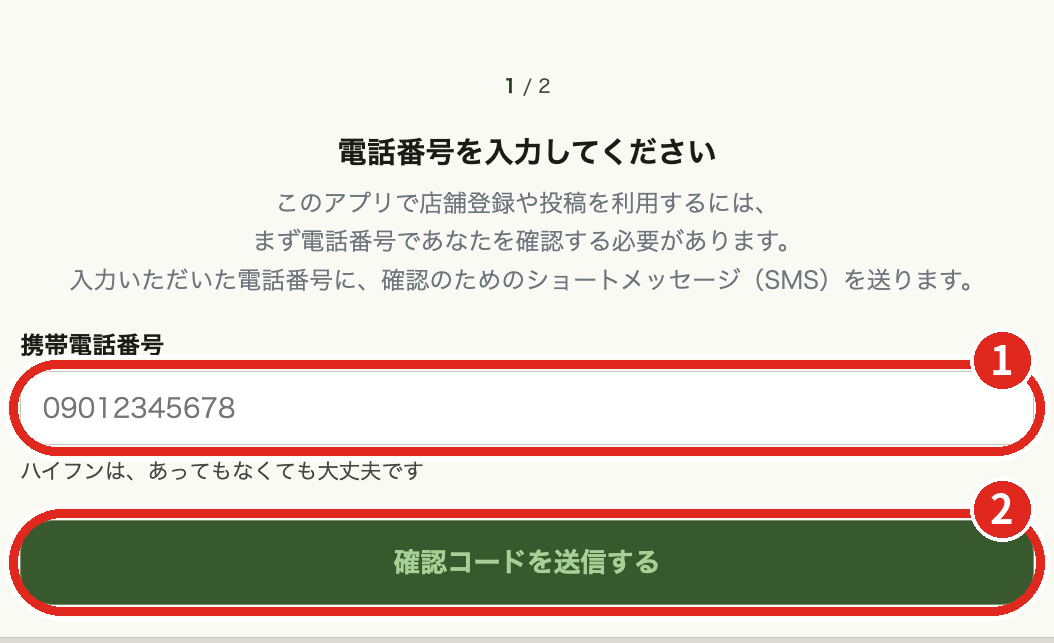 1 / 2
電話番号を入力してください
このアプリで店舗登録や投稿を利用するには、
まず電話番号であなたを確認する必要があります。
入力いただいた電話番号に、確認のためのショートメッセージ（SMS）を送ります。
携帯電話番号
1
09012345678
ハイフンは、あってもなくても大丈夫です
2
確認コードを送信する